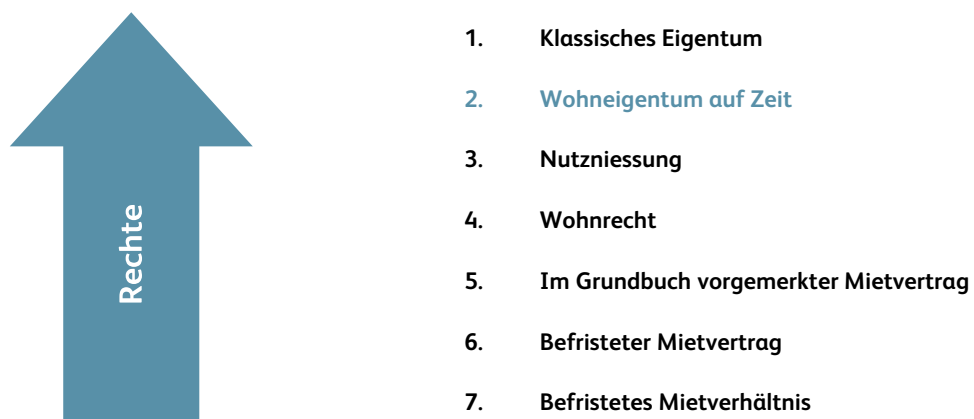 1. Klassisches Eigentum
2. Wohneigentum auf Zeit
3. Nutzniessung
4. Wohnrecht
5. Im Grundbuch vorgemerkter Mietvertrag
6. Befristeter Mietvertrag
7. Befristetes Mietverhältnis
Rechte